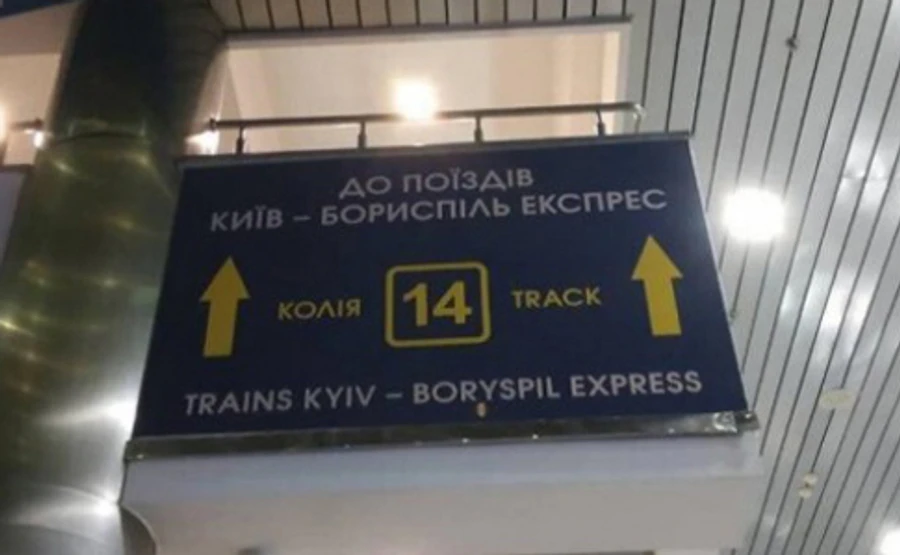 ДО ПОЇЗДІВ
КИЇВ – БОРИСПІЛЬ ЕКСПРЕС
КОЛІЯ 14 TRACK
TRAINS KYIV – BORYSPIL EXPRESS